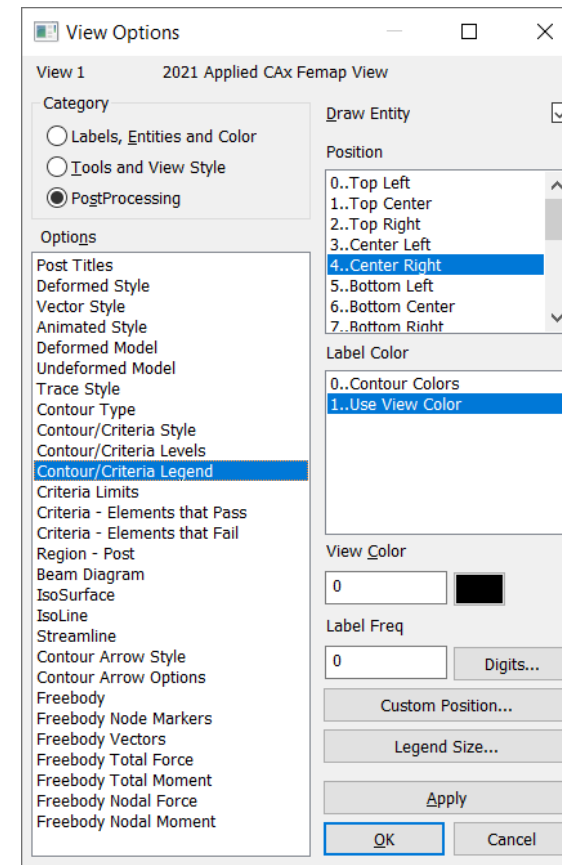 View Options
View 1 2021 Applied CAx Femap View
Category
Labels, Entities and Color
Tools and View Style
PostProcessing
Options
Post Titles
Deformed Style
Vector Style
Animated Style
Deformed Model
Undeformed Model
Trace Style
Contour Type
Contour/Criteria Style
Contour/Criteria Levels
Contour/Criteria Legend
Criteria Limits
Criteria - Elements that Pass
Criteria - Elements that Fail
Region - Post
Beam Diagram
IsoSurface
IsoLine
Streamline
Contour Arrow Style
Contour Arrow Options
Freebody
Freebody Node Markers
Freebody Vectors
Freebody Total Force
Freebody Total Moment
Freebody Nodal Force
Freebody Nodal Moment
Draw Entity
Position
0..Top Left
1..Top Center
2..Top Right
3..Center Left
4..Center Right
5..Bottom Left
6..Bottom Center
7..Bottom Right
Label Color
0..Contour Colors
1..Use View Color
View Color
0
Label Freq
0
Digits...
Custom Position...
Legend Size...
Apply
OK
Cancel